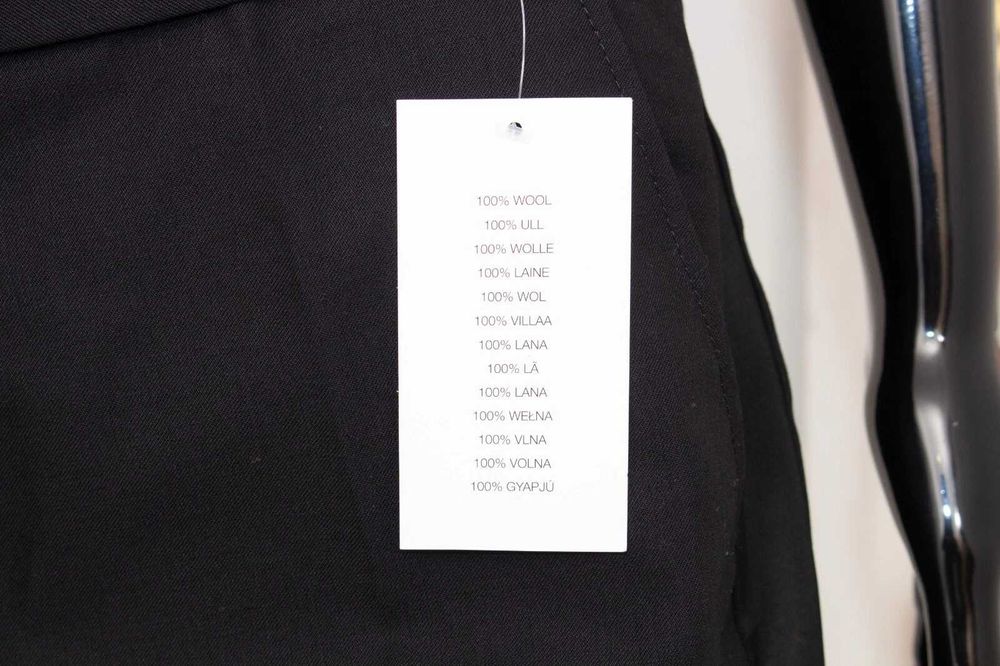 100% WOOL
100% ULL
100% WOLLE
100% LAINE
100% WOL
100% VILLAA
100% LANA
100% LÃ
100% LANA
100% WEŁNA
100% VLNA
100% VOLNA
100% GYAPJÚ